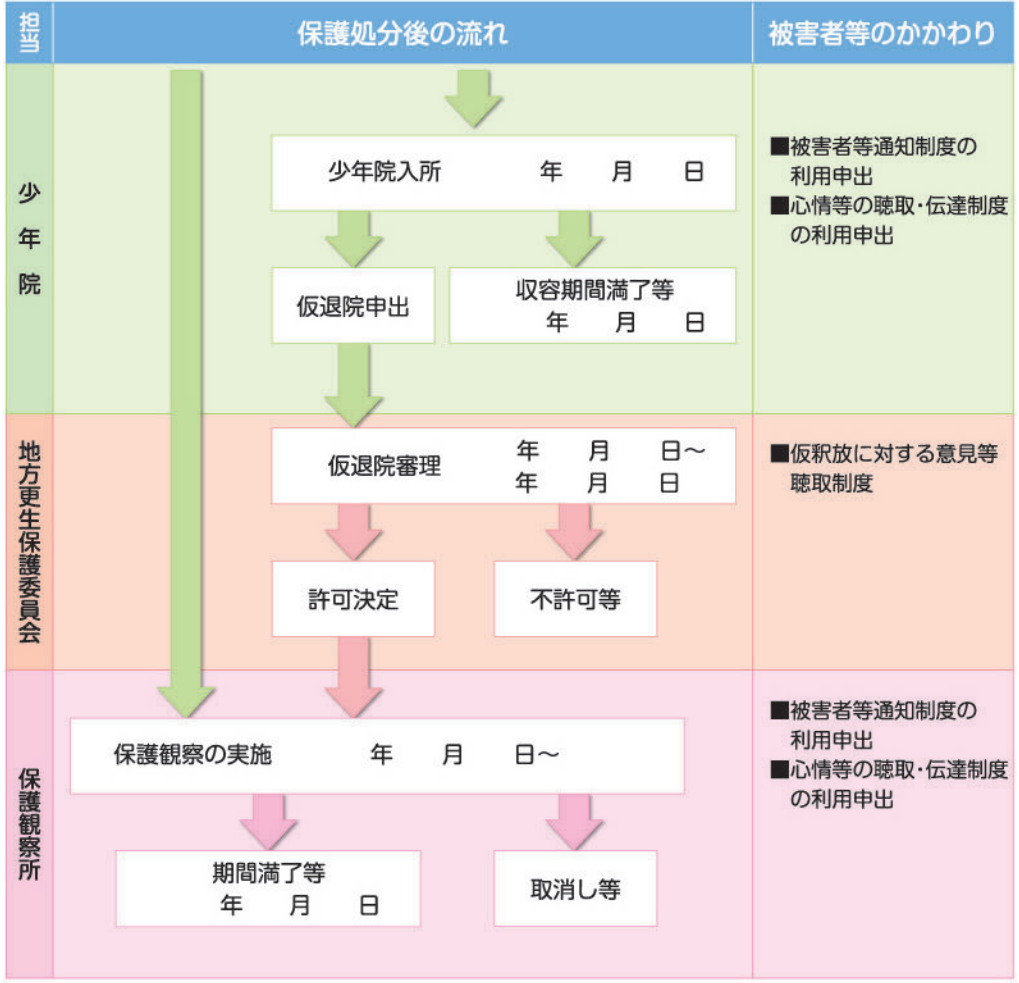 担当
保護処分後の流れ
被害者等のかかわり
少年院
少年院入所 年 月 日
仮退院申出
収容期間満了等
年 月 日
■被害者等通知制度の
利用申出
■心情等の聴取・伝達制度
の利用申出
地方更生保護委員会
仮退院審理 年 月 日～
年 月 日
許可決定
不許可等
■仮釈放に対する意見等
聴取制度
保護観察所
保護観察の実施 年 月 日～
期間満了等
年 月 日
取消し等
■被害者等通知制度の
利用申出
■心情等の聴取・伝達制度
の利用申出